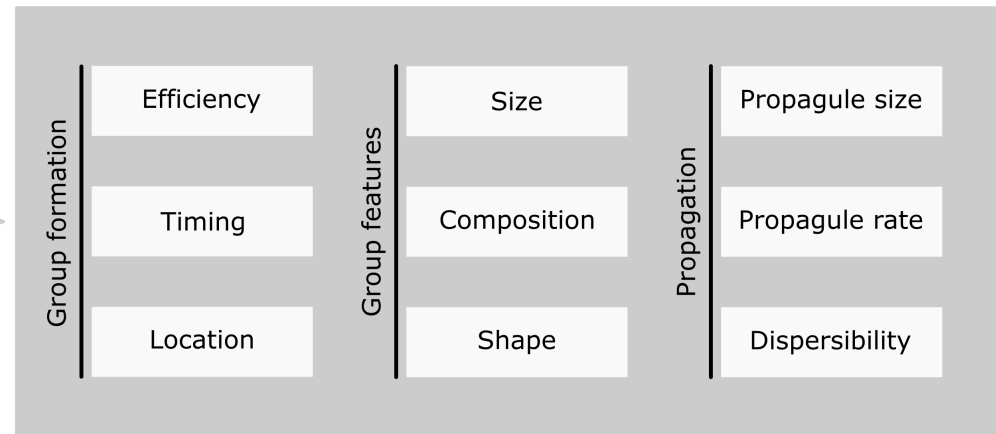 Group formation
Efficiency
Timing
Location
Group features
Size
Composition
Shape
Propagation
Propagule size
Propagule rate
Dispersibility